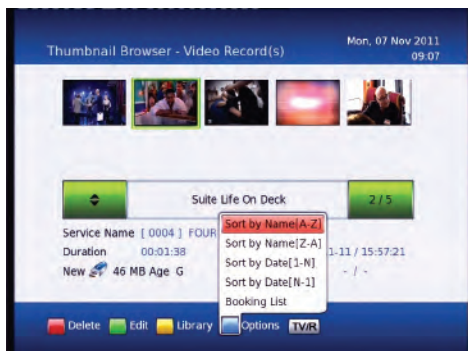 Thumbnail Browser - Video Record(s)
Mon, 07 Nov 2011
09:07
Suite Life On Deck
2 / 5
Service Name [ 0004 ] FOUR
Duration 00:01:38
1-11 / 15:57:21
New 46 MB Age G
- / -
Sort by Name[A-Z]
Sort by Name[Z-A]
Sort by Date[1-N]
Sort by Date[N-1]
Booking List
Delete Edit Library Options TV/R